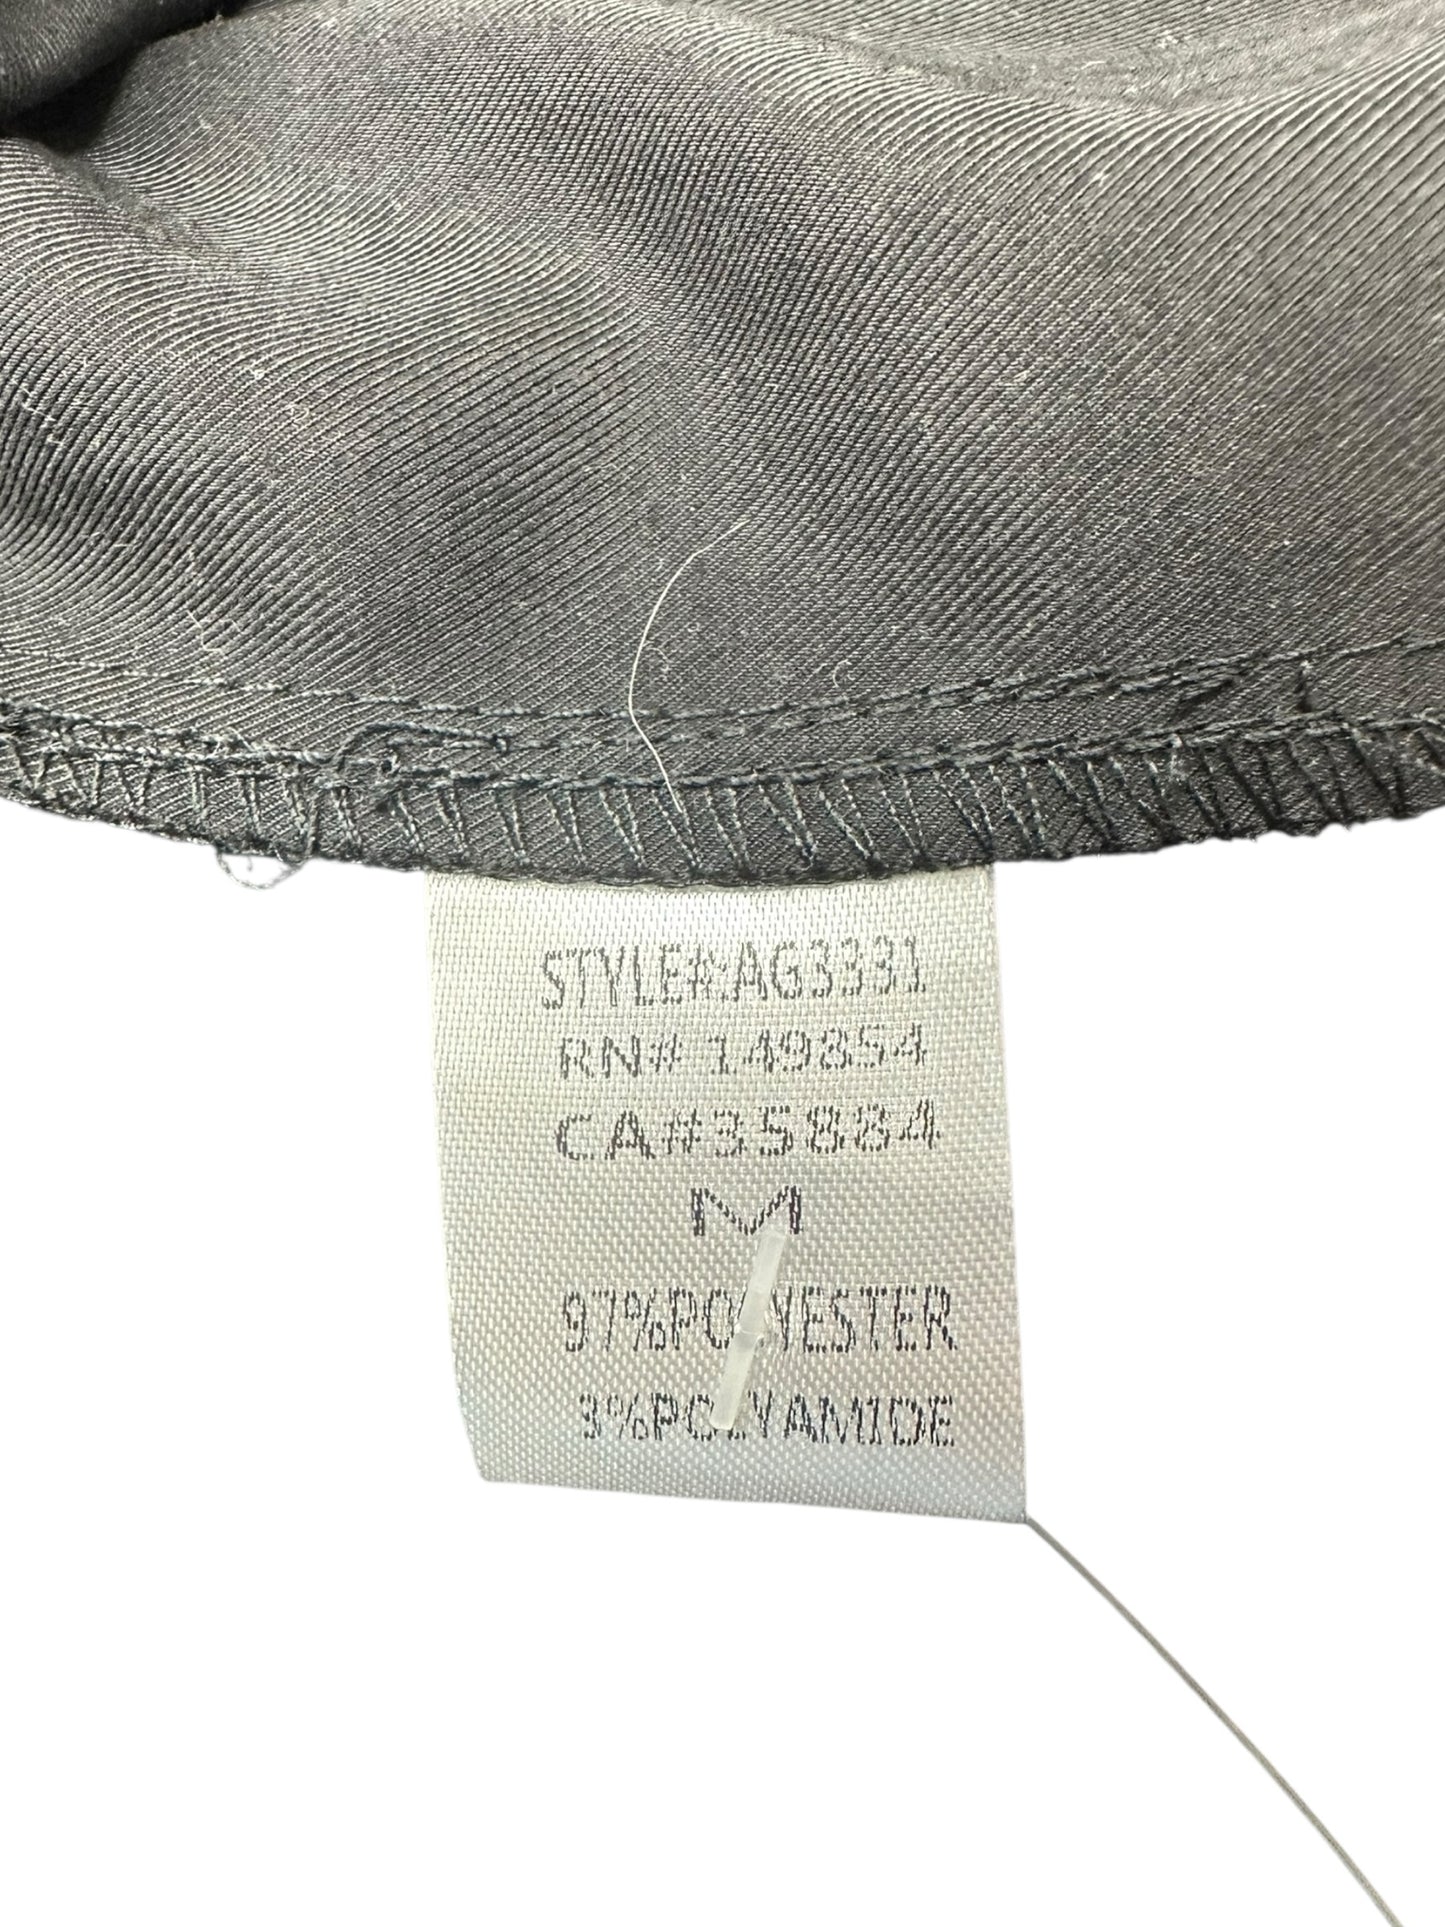 STYLE#:AG3331
RN# 149854
CA#35884
M
97%POLYESTER
3%POLYAMIDE